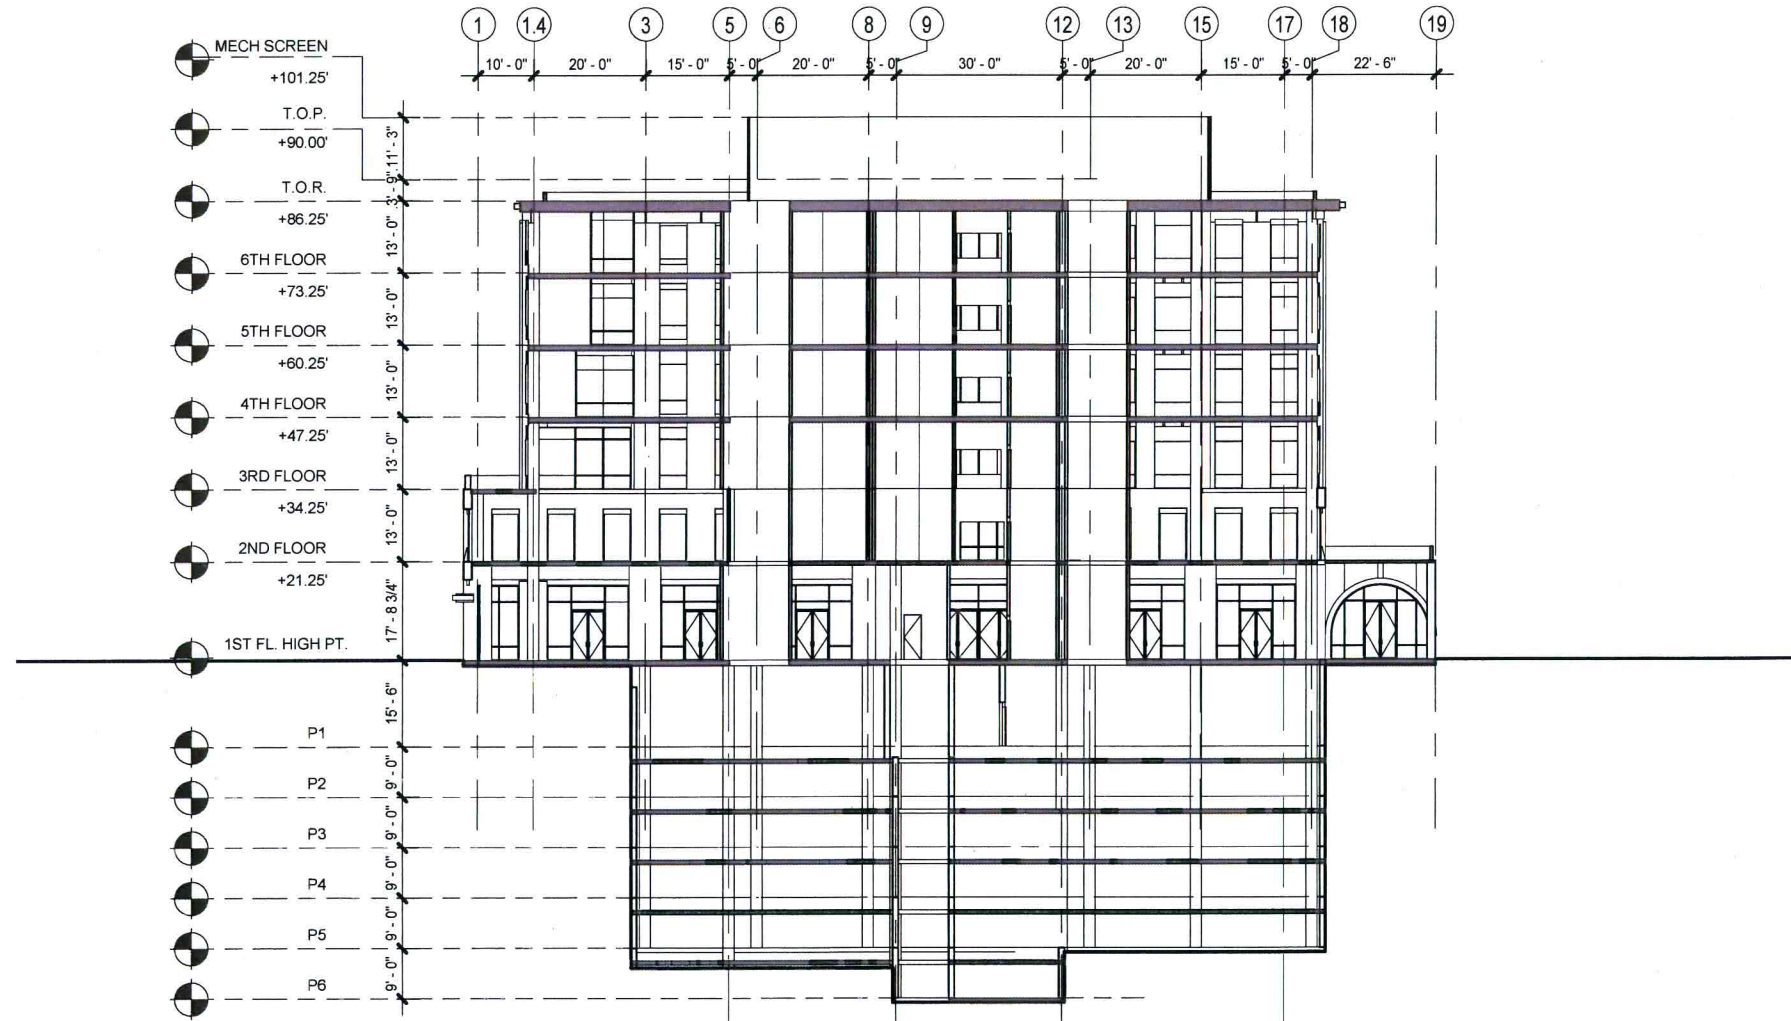 1 1.4 3 5 6 8 9 12 13 15 17 18 19
10' - 0" 20' - 0" 15' - 0" 5' - 0" 20' - 0" 5' - 0" 30' - 0" 5' - 0" 20' - 0" 15' - 0" 5' - 0" 22' - 6"
MECH SCREEN
+101.25'
T.O.P.
+90.00'
11' - 3"
T.O.R.
3' - 9"
+86.25'
13' - 0"
6TH FLOOR
+73.25'
13' - 0"
5TH FLOOR
+60.25'
13' - 0"
4TH FLOOR
+47.25'
13' - 0"
3RD FLOOR
+34.25'
13' - 0"
2ND FLOOR
+21.25'
17' - 8 3/4"
1ST FL. HIGH PT.
15' - 6"
P1
9' - 0"
P2
9' - 0"
P3
9' - 0"
P4
9' - 0"
P5
9' - 0"
P6